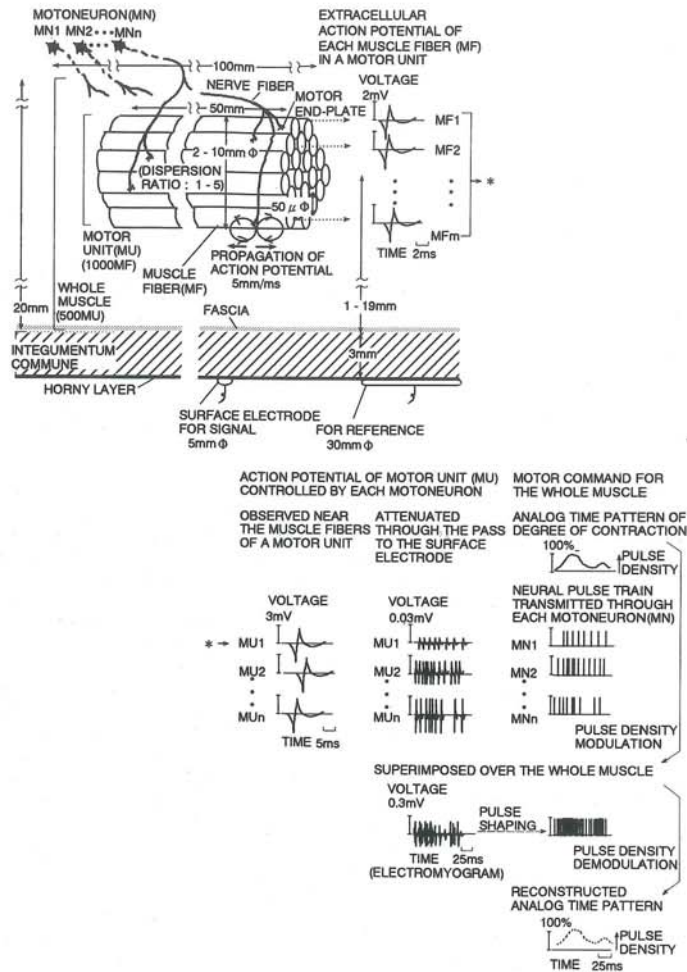 MOTONEURON(MN)
MN1 MN2 ••• MNn
EXTRACELLULAR
ACTION POTENTIAL OF
EACH MUSCLE FIBER (MF)
IN A MOTOR UNIT
100mm
NERVE FIBER
VOLTAGE
2mV
50mm
MOTOR
END-PLATE
MF1
2 - 10mm Φ
MF2
(DISPERSION
RATIO : 1 - 5)
*
50 μ Φ
MFm
TIME 2ms
MOTOR
UNIT(MU)
(1000MF)
MUSCLE
FIBER(MF)
PROPAGATION OF
ACTION POTENTIAL
5mm/ms
20mm
WHOLE
MUSCLE
(500MU)
1 - 19mm
FASCIA
INTEGUMENTUM
COMMUNE
3mm
HORNY LAYER
SURFACE ELECTRODE
FOR SIGNAL
5mm Φ
FOR REFERENCE
30mm Φ
ACTION POTENTIAL OF MOTOR UNIT (MU)
CONTROLLED BY EACH MOTONEURON
MOTOR COMMAND FOR
THE WHOLE MUSCLE
OBSERVED NEAR
THE MUSCLE FIBERS
OF A MOTOR UNIT
ATTENUATED
THROUGH THE PASS
TO THE SURFACE
ELECTRODE
ANALOG TIME PATTERN OF
DEGREE OF CONTRACTION
100%
PULSE
DENSITY
NEURAL PULSE TRAIN
TRANSMITTED THROUGH
EACH MOTONEURON(MN)
VOLTAGE
3mV
VOLTAGE
0.03mV
* → MU1
MU1
MN1
MU2
MU2
MN2
MUn
MUn
MNn
TIME 5ms
PULSE DENSITY
MODULATION
SUPERIMPOSED OVER THE WHOLE MUSCLE
VOLTAGE
0.3mV
PULSE
SHAPING
TIME 25ms
(ELECTROMYOGRAM)
PULSE DENSITY
DEMODULATION
RECONSTRUCTED
ANALOG TIME PATTERN
100%
PULSE
DENSITY
TIME 25ms